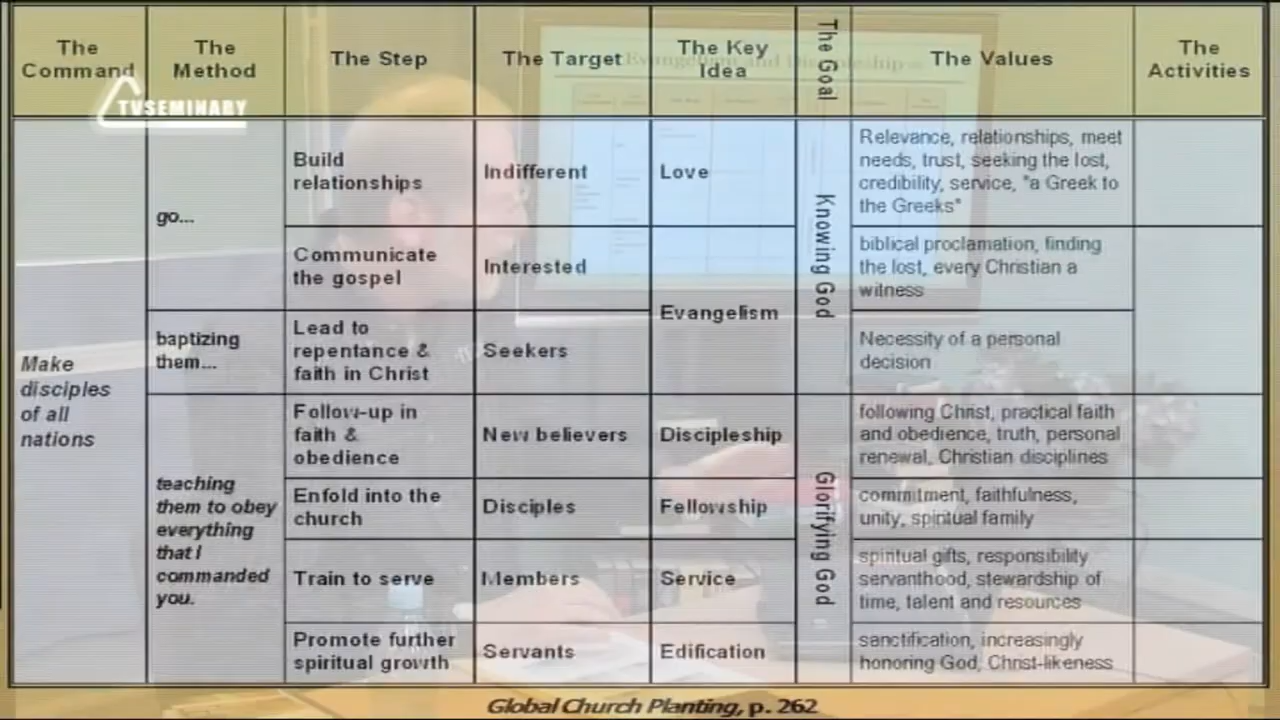 The Command
The Method
The Step
The Target
The Key Idea
The Goal
The Values
The Activities
TVSEMINARY
Make
disciples
of all
nations
go...
Build
relationships
Indifferent
Love
Knowing God
Relevance, relationships, meet
needs, trust, seeking the lost,
credibility, service, "a Greek to
the Greeks"
Communicate
the gospel
Interested
Evangelism
biblical proclamation, finding
the lost, every Christian a
witness
baptizing
them...
Lead to
repentance &
faith in Christ
Seekers
Necessity of a personal
decision
teaching
them to obey
everything
that I
commanded
you.
Follow-up in
faith &
obedience
New believers
Discipleship
Glorifying God
following Christ, practical faith
and obedience, truth, personal
renewal, Christian disciplines
Enfold into the
church
Disciples
Fellowship
commitment, faithfulness,
unity, spiritual family
Train to serve
Members
Service
spiritual gifts, responsibility
servanthood, stewardship of
time, talent and resources
Promote further
spiritual growth
Servants
Edification
sanctification, increasingly
honoring God, Christ-likeness
Global Church Planting, p. 262
Evangelism and Discipleship